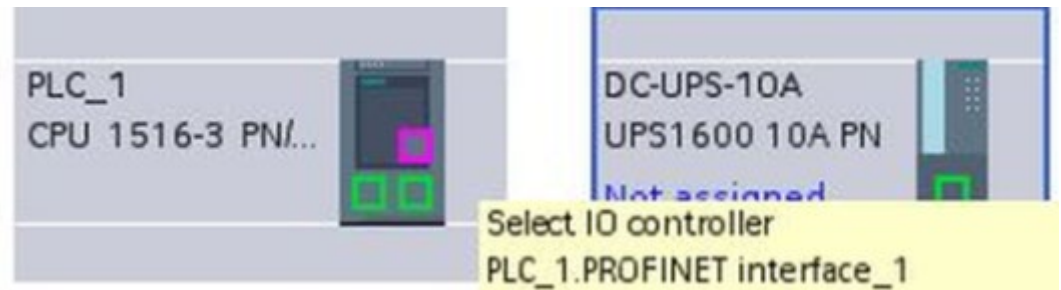 PLC_1
CPU 1516-3 PN/...
DC-UPS-10A
UPS1600 10A PN
Not assigned
Select IO controller
PLC_1.PROFINET interface_1